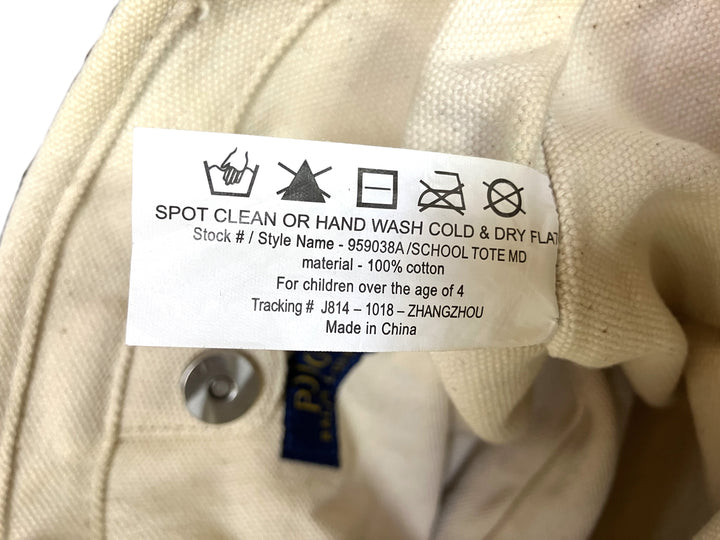 SPOT CLEAN OR HAND WASH COLD & DRY FLAT
Stock # / Style Name - 959038A /SCHOOL TOTE MD
material - 100% cotton
For children over the age of 4
Tracking # J814 – 1018 – ZHANGZHOU
Made in China